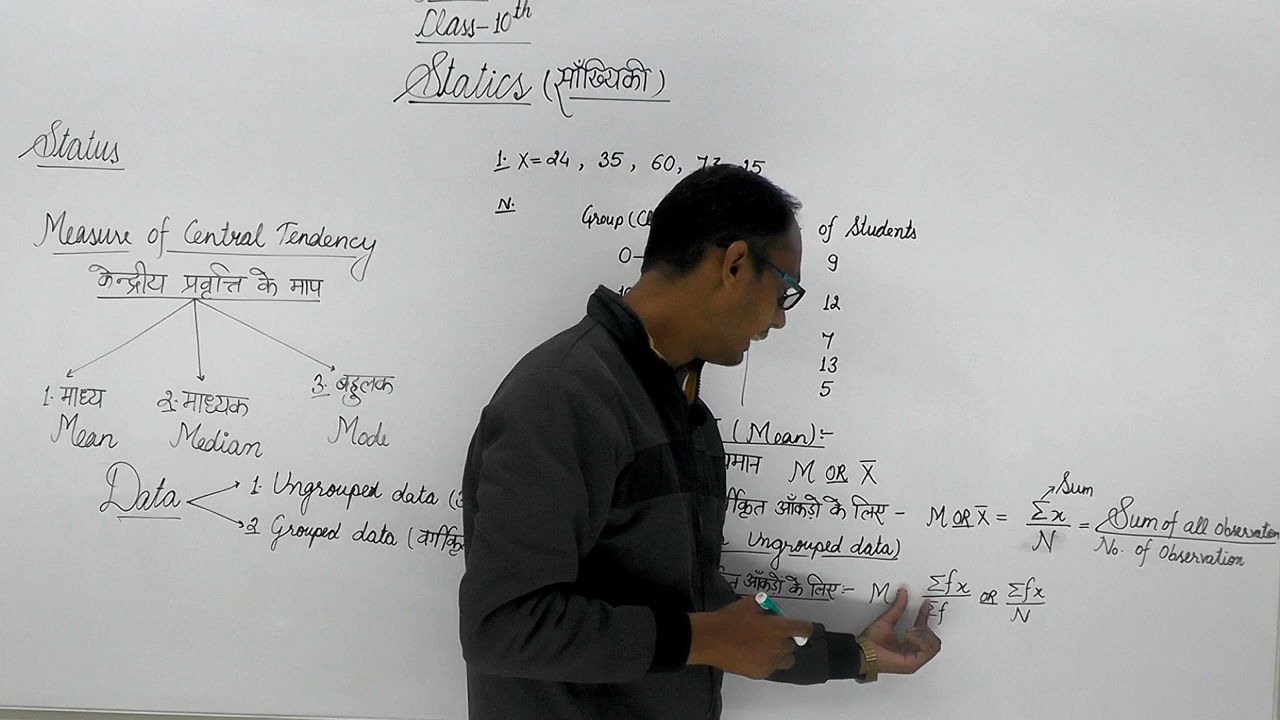 Class-10th
Statics (साँख्यिकी)
Status
1. X=24, 35, 60,
N.
Group of Students
0- 9
12
7
13
5
Measure of Central Tendency
केन्द्रीय प्रवृत्ति के माप
1. माध्य 2. माध्यक 3. बहुलक
Mean Median Mode
Data
1. Ungrouped data
2. Grouped data
(Mean):-
M OR X̅
आँकड़ो के लिए - M OR X̅ = Σx/N = Sum of all observation/No. of Observation
Sum
Ungrouped data)
आँकड़ो के लिए:- M Σfx/Σf OR Σfx/N